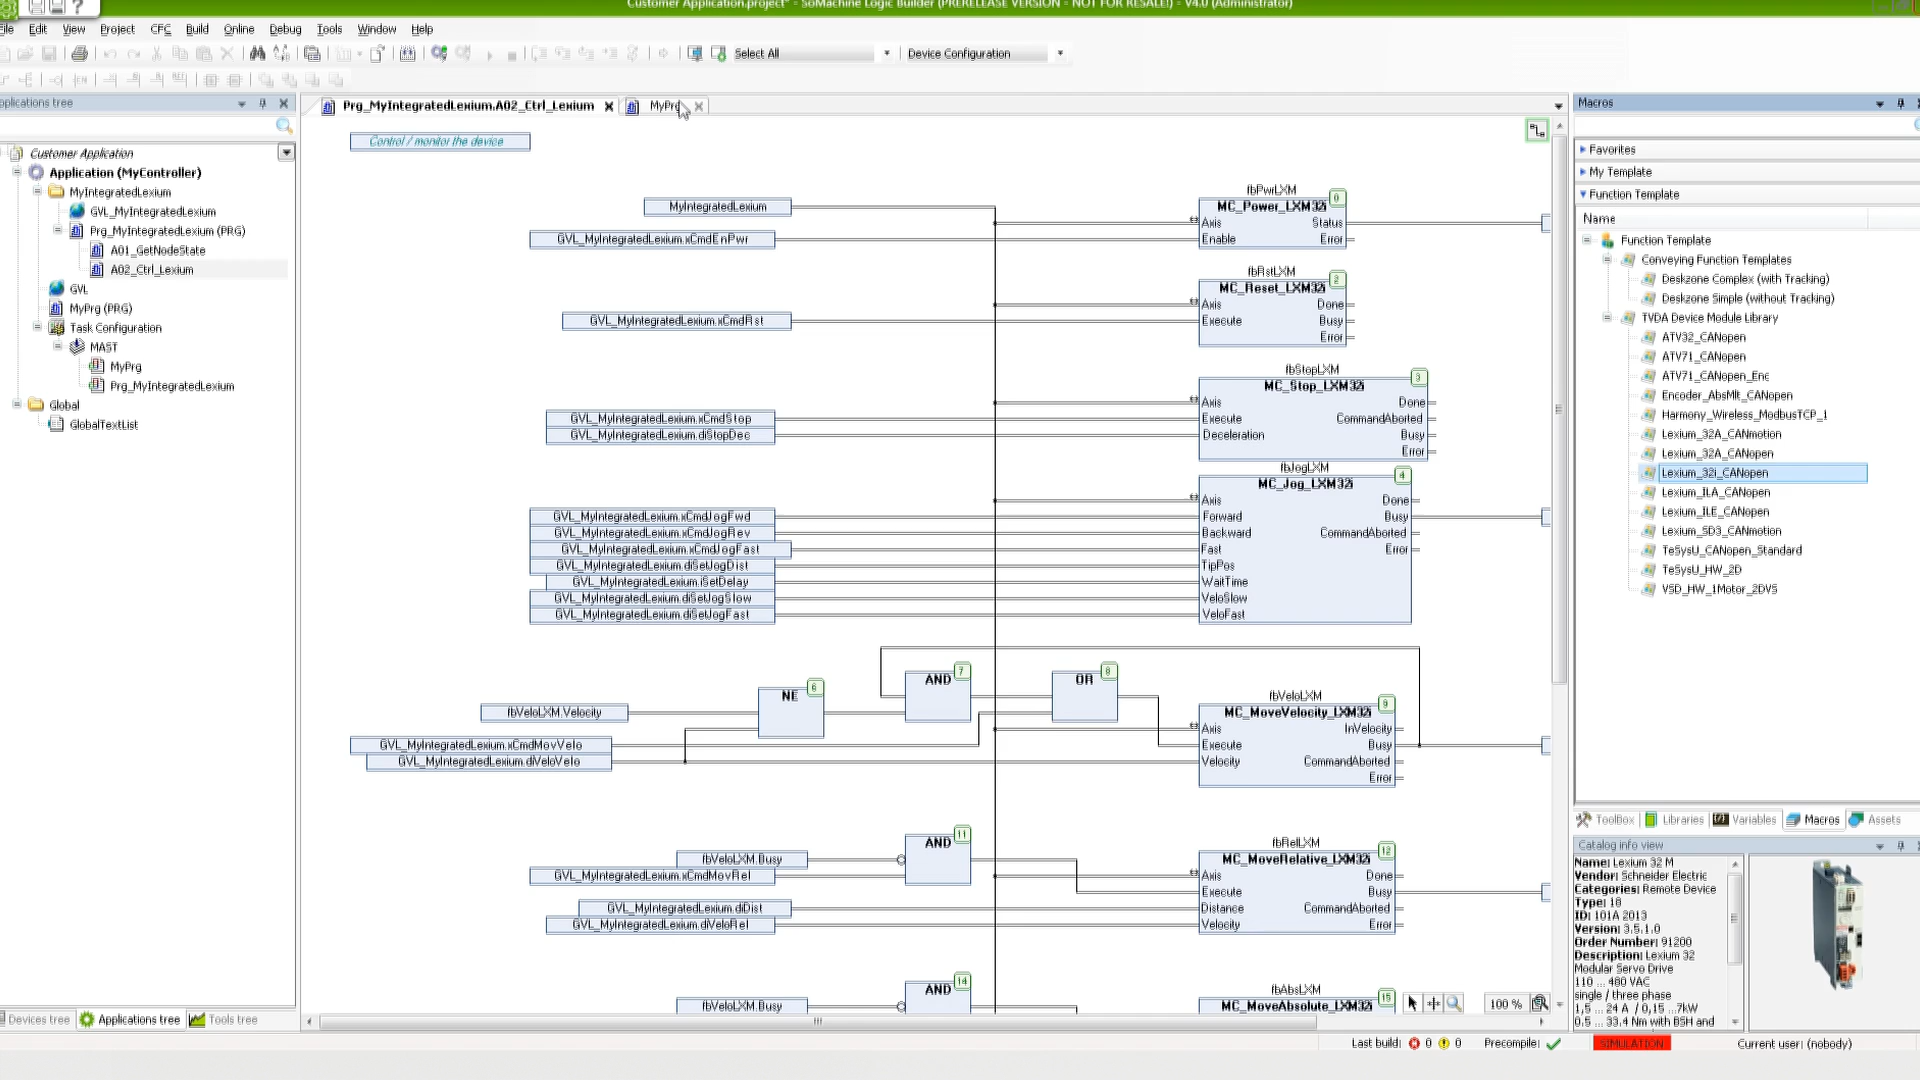 Customer Application.project* - SoMachine Logic Builder (PRERELEASE VERSION - NOT FOR RESALE!) - V4.0 (Administrator)
File Edit View Project CFC Build Online Debug Tools Window Help
Select All
Device Configuration
pplications tree
Customer Application
Application (MyController)
MyIntegratedLexium
GVL_MyIntegratedLexium
Prg_MyIntegratedLexium (PRG)
A01_GetNodeState
A02_Ctrl_Lexium
GVL
MyPrg (PRG)
Task Configuration
MAST
MyPrg
Prg_MyIntegratedLexium
Global
GlobalTextList
Devices tree
Applications tree
Tools tree
Prg_MyIntegratedLexium.A02_Ctrl_Lexium
MyPrg
Control / monitor the device
MyIntegratedLexium
GVL_MyIntegratedLexium.xCmdEnPwr
fbPwrLXM
0
MC_Power_LXM32i
Axis Status
Enable Error
GVL_MyIntegratedLexium.xCmdRst
fbRstLXM
2
MC_Reset_LXM32i
Axis Done
Execute Busy
Error
GVL_MyIntegratedLexium.xCmdStop
GVL_MyIntegratedLexium.diStopDec
fbStopLXM
3
MC_Stop_LXM32i
Axis Done
Execute CommandAborted
Deceleration Busy
Error
GVL_MyIntegratedLexium.xCmdJogFwd
GVL_MyIntegratedLexium.xCmdJogRev
GVL_MyIntegratedLexium.xCmdJogFast
GVL_MyIntegratedLexium.diSetJogDist
GVL_MyIntegratedLexium.iSetDelay
GVL_MyIntegratedLexium.diSetJogSlow
GVL_MyIntegratedLexium.diSetJogFast
fbJogLXM
4
MC_Jog_LXM32i
Axis Done
Forward Busy
Backward CommandAborted
Fast Error
TipPos
WaitTime
VeloSlow
VeloFast
fbVeloLXM.Velocity
GVL_MyIntegratedLexium.xCmdMovVelo
GVL_MyIntegratedLexium.diVeloVelo
NE 6
AND 7
OR 8
fbVeloLXM
9
MC_MoveVelocity_LXM32i
Axis InVelocity
Execute Busy
Velocity CommandAborted
Error
fbVeloLXM.Busy
GVL_MyIntegratedLexium.xCmdMovRel
GVL_MyIntegratedLexium.diDist
GVL_MyIntegratedLexium.diVeloRel
AND 11
fbRelLXM
12
MC_MoveRelative_LXM32i
Axis Done
Execute Busy
Distance CommandAborted
Velocity Error
fbVeloLXM.Busy
AND 14
fbAbsLXM
15
MC_MoveAbsolute_LXM32i
100 %
Macros
Favorites
My Template
Function Template
Name
Function Template
Conveying Function Templates
Deskzone Complex (with Tracking)
Deskzone Simple (without Tracking)
TVDA Device Module Library
ATV32_CANopen
ATV71_CANopen
ATV71_CANopen_Enc
Encoder_AbsMlt_CANopen
Harmony_Wireless_ModbusTCP_1
Lexium_32A_CANmotion
Lexium_32A_CANopen
Lexium_32i_CANopen
Lexium_ILA_CANopen
Lexium_ILE_CANopen
Lexium_SD3_CANmotion
TeSysU_CANopen_Standard
TeSysU_HW_2D
VSD_HW_1Motor_2DVS
ToolBox Libraries Variables Macros Assets
Catalog info view
Name: Lexium 32 M
Vendor: Schneider Electric
Categories: Remote Device
Type: 18
ID: 101A 2013
Version: 3.5.1.0
Order Number: 91200
Description: Lexium 32
Modular Servo Drive
110 ... 480 VAC
single / three phase
1,5 ... 24 A / 0,15 ...7kW
0.5 ... 33.4 Nm with BSH and
Last build: 0 0 Precompile:
SIMULATION
Current user: (nobody)